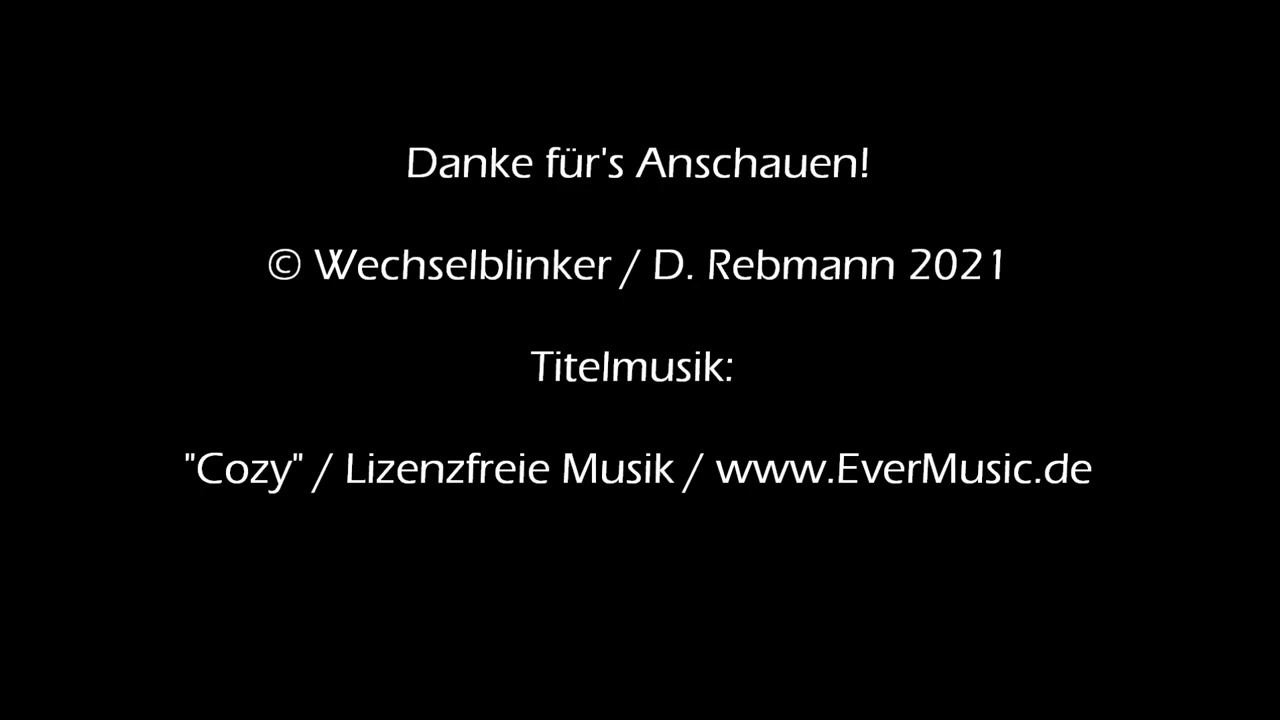 Danke für's Anschauen!
© Wechselblinker / D. Rebmann 2021
Titelmusik:
"Cozy" / Lizenzfreie Musik / www.EverMusic.de